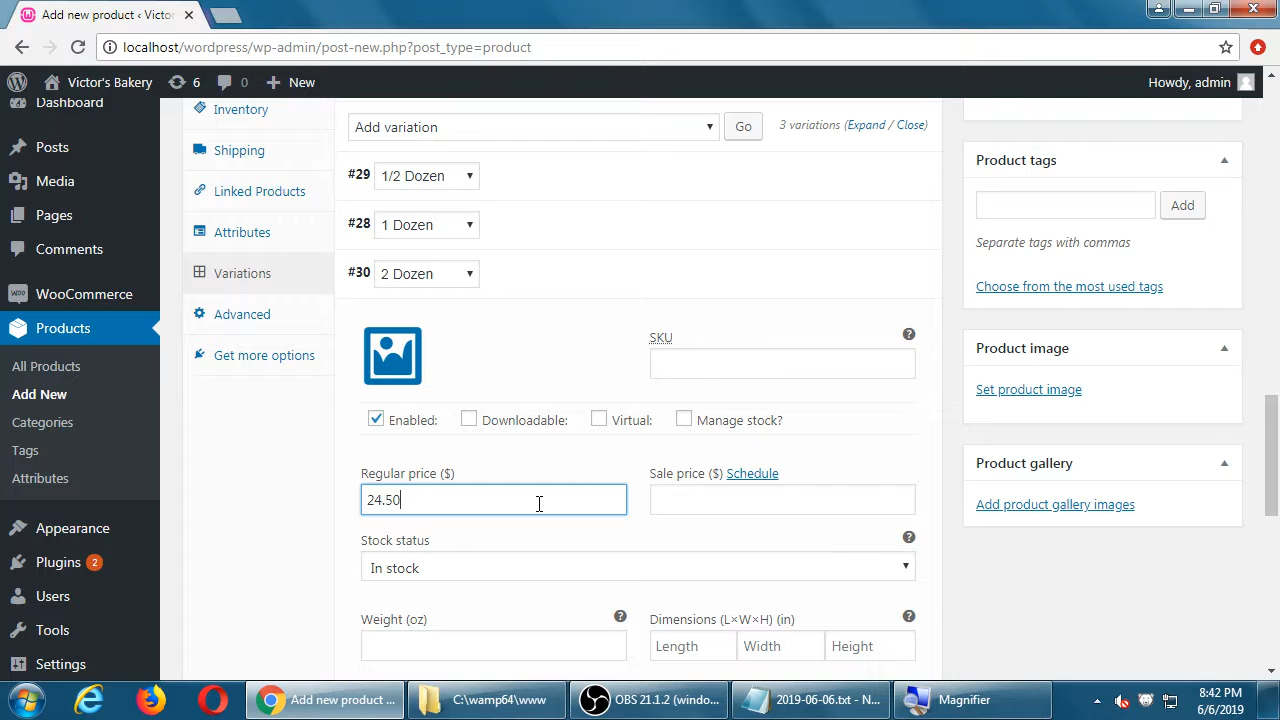 Add new product ‹ Victor
localhost/wordpress/wp-admin/post-new.php?post_type=product
Victor's Bakery 6 0 New Howdy, admin
Dashboard
Posts
Media
Pages
Comments
WooCommerce
Products
All Products
Add New
Categories
Tags
Attributes
Appearance
Plugins 2
Users
Tools
Settings
Inventory
Shipping
Linked Products
Attributes
Variations
Advanced
Get more options
Add variation Go 3 variations (Expand / Close)
#29 1/2 Dozen
#28 1 Dozen
#30 2 Dozen
SKU ?
Enabled: Downloadable: Virtual: Manage stock?
Regular price ($) Sale price ($) Schedule
24.50
Stock status ?
In stock
Weight (oz) ? Dimensions (L×W×H) (in) ?
Length Width Height
Product tags
Add
Separate tags with commas
Choose from the most used tags
Product image
Set product image
Product gallery
Add product gallery images
Add new product ... C:\wamp64\www OBS 21.1.2 (windo... 2019-06-06.txt - N... Magnifier
8:42 PM
6/6/2019